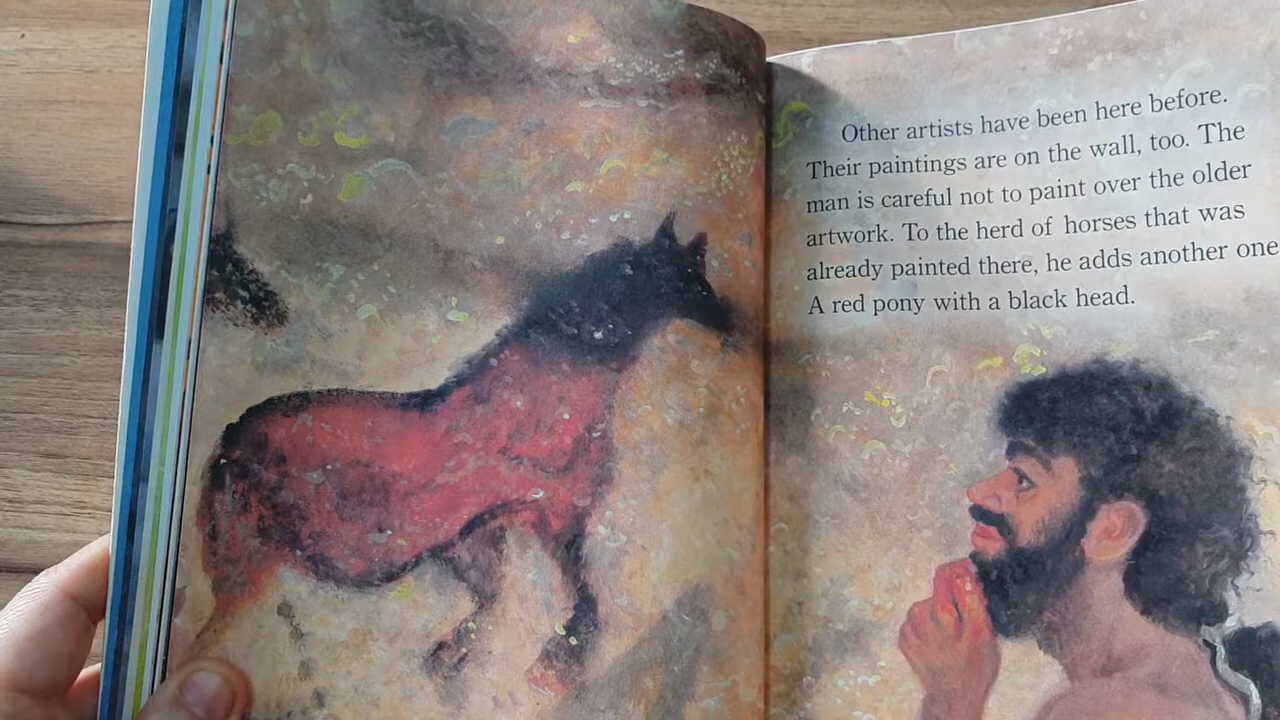 Other artists have been here before.
Their paintings are on the wall, too. The
man is careful not to paint over the older
artwork. To the herd of horses that was
already painted there, he adds another one
A red pony with a black head.